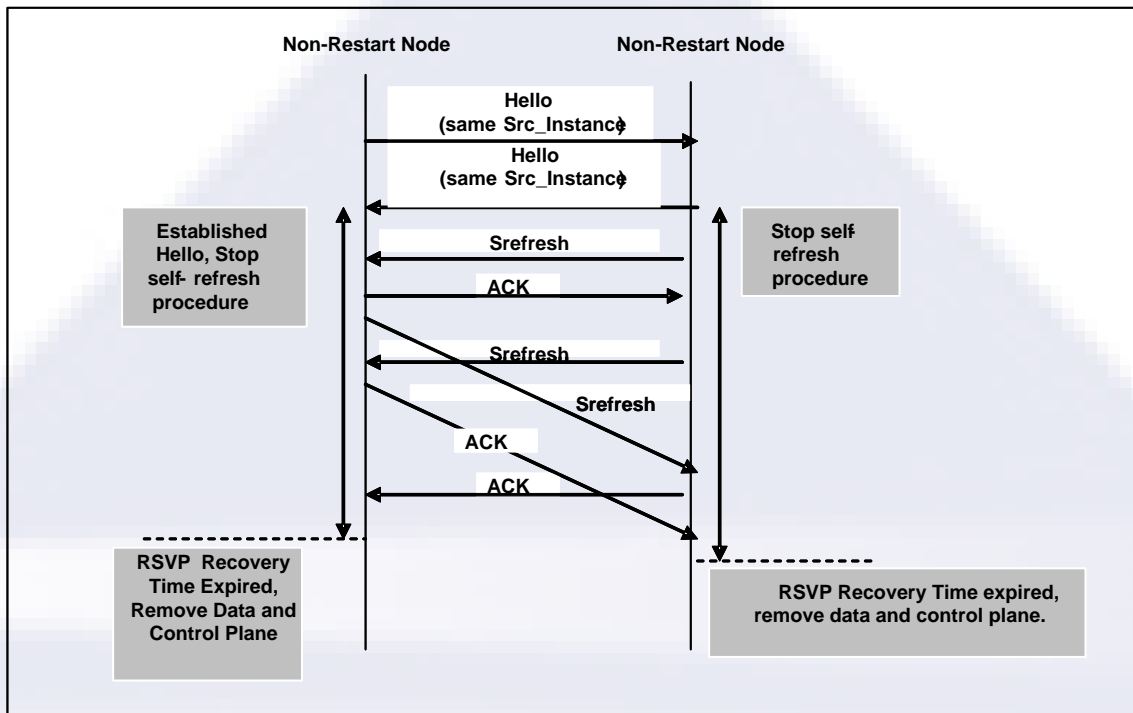 Non-Restart Node
Non-Restart Node
Hello
(same Src_Instance)
Hello
(same Src_Instance)
Established
Hello, Stop
self- refresh
procedure
Stop self-
refresh
procedure
Srefresh
ACK
Srefresh
Srefresh
ACK
ACK
RSVP Recovery
Time Expired,
Remove Data and
Control Plane
RSVP Recovery Time expired,
remove data and control plane.